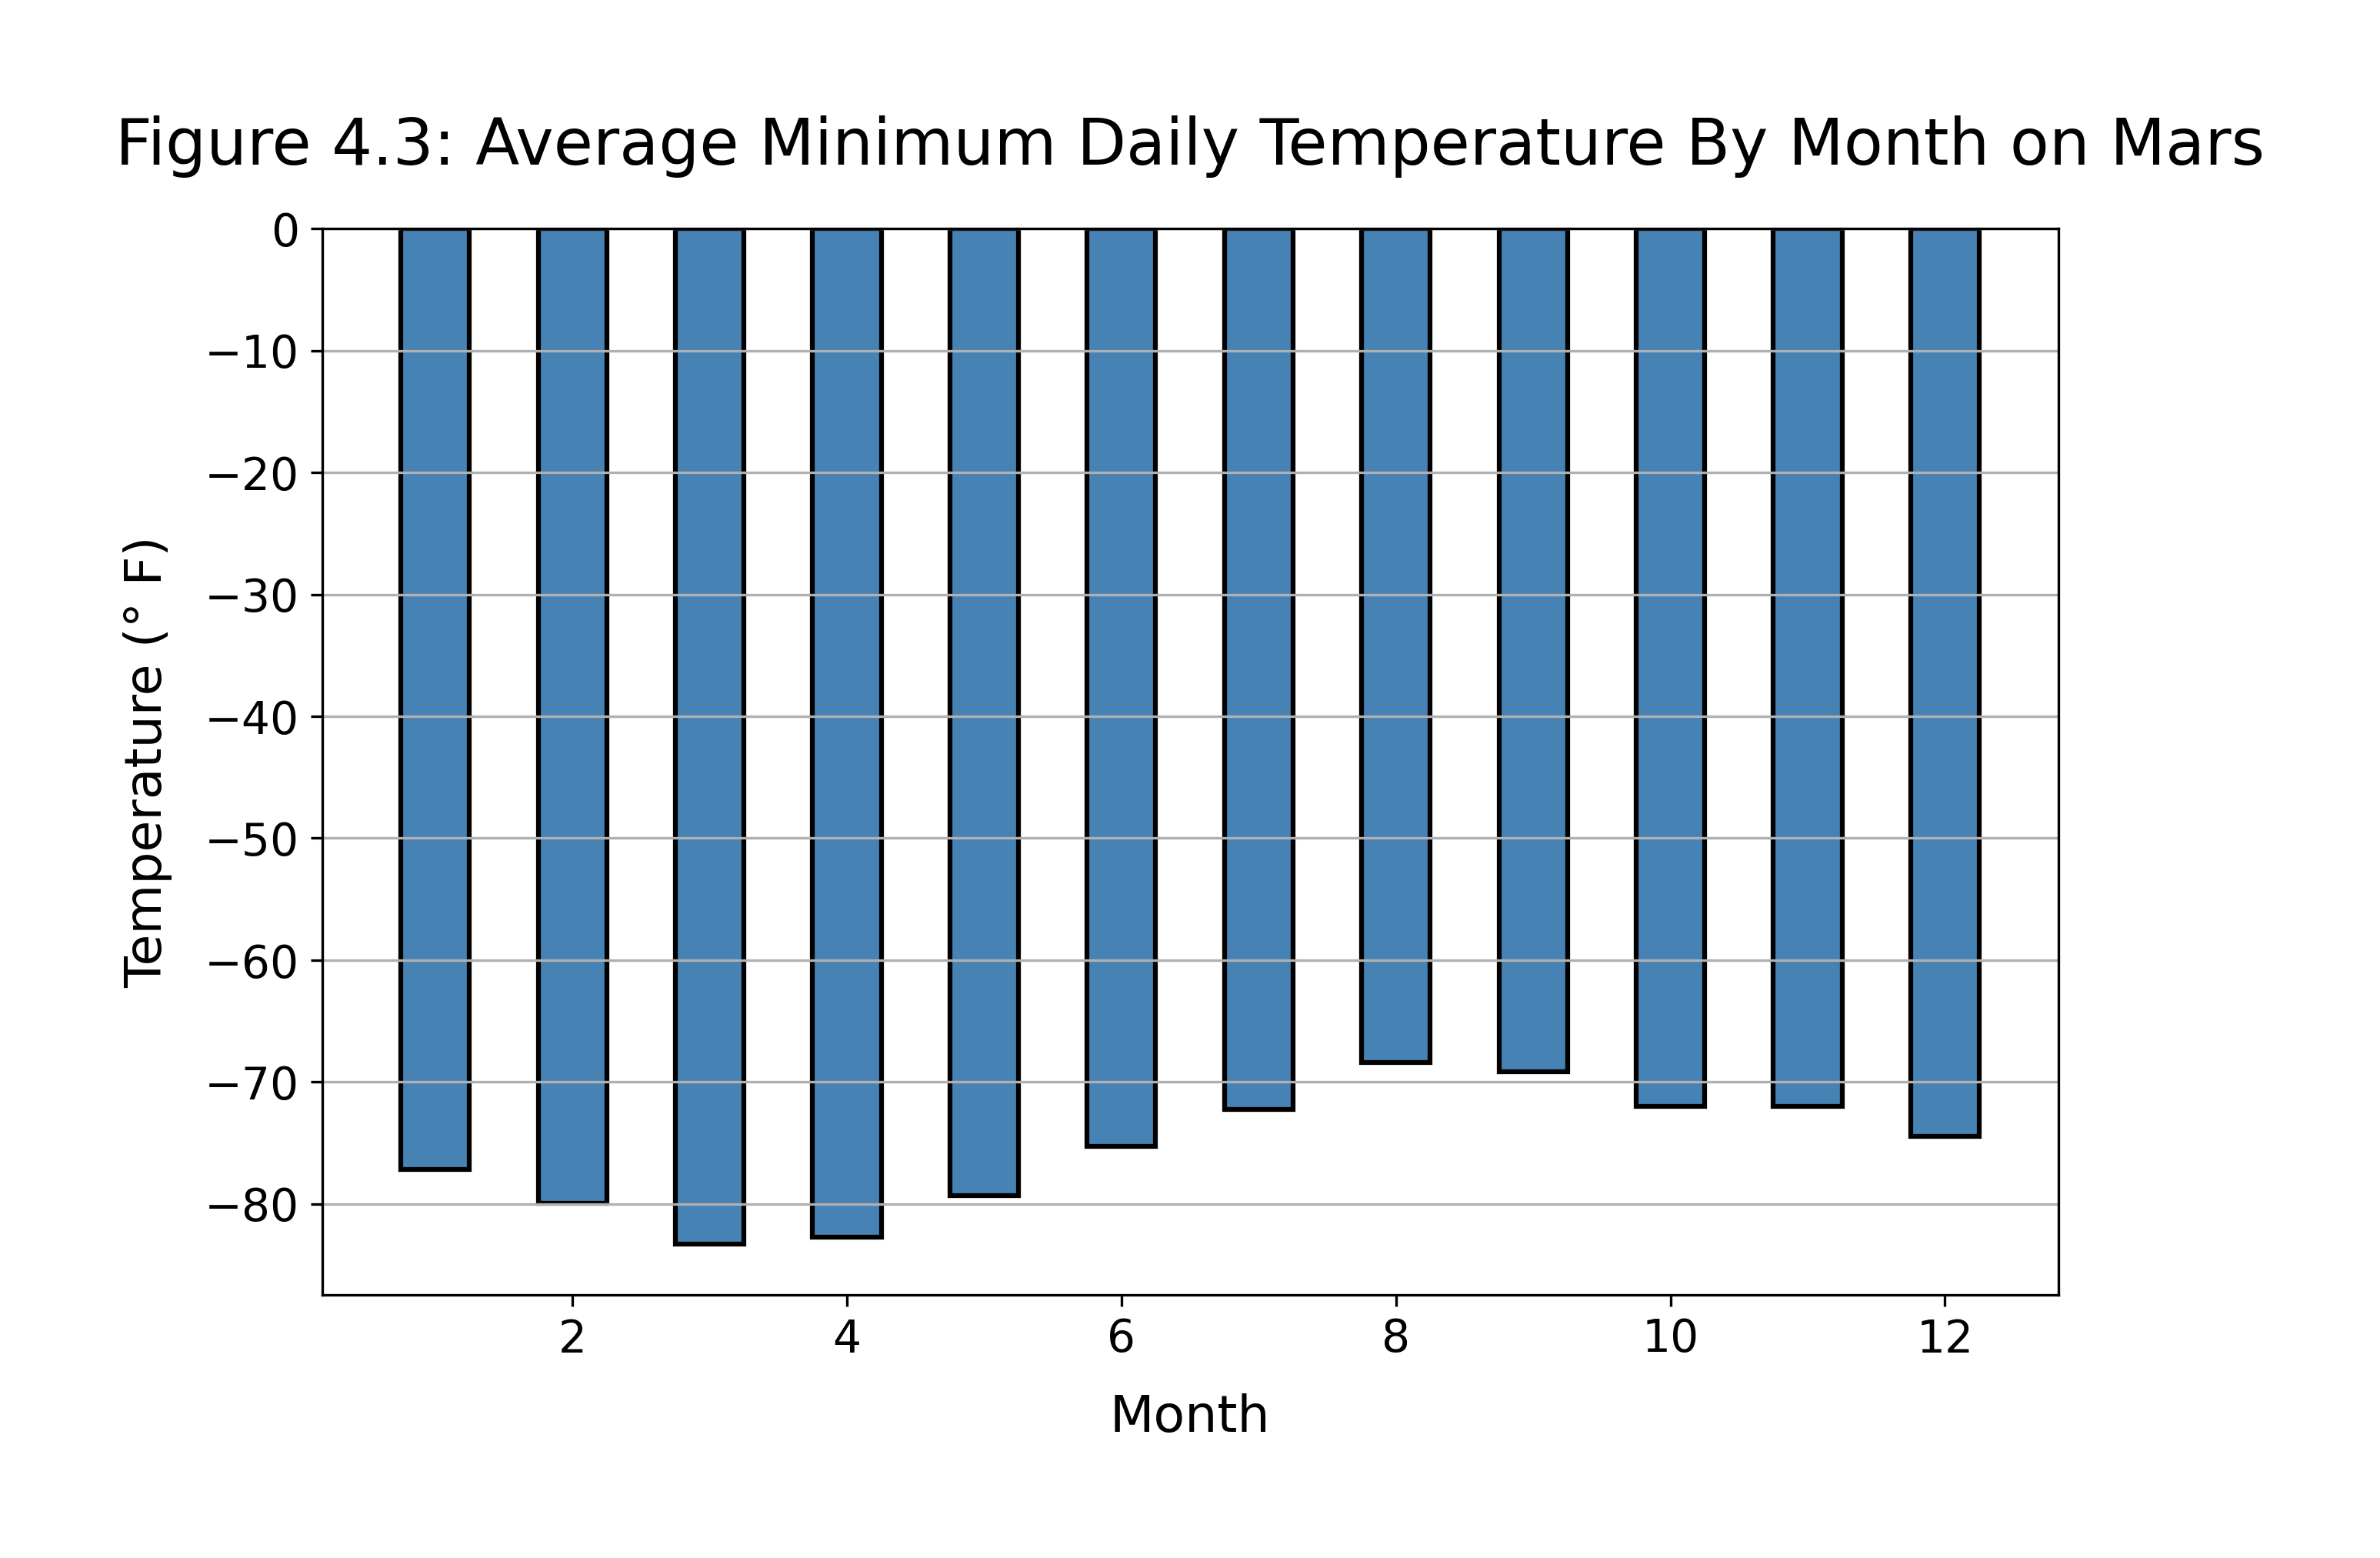 Figure 4.3: Average Minimum Daily Temperature By Month on Mars
0
−10
−20
−30
−40
−50
−60
−70
−80
Temperature (° F)
2 4 6 8 10 12
Month